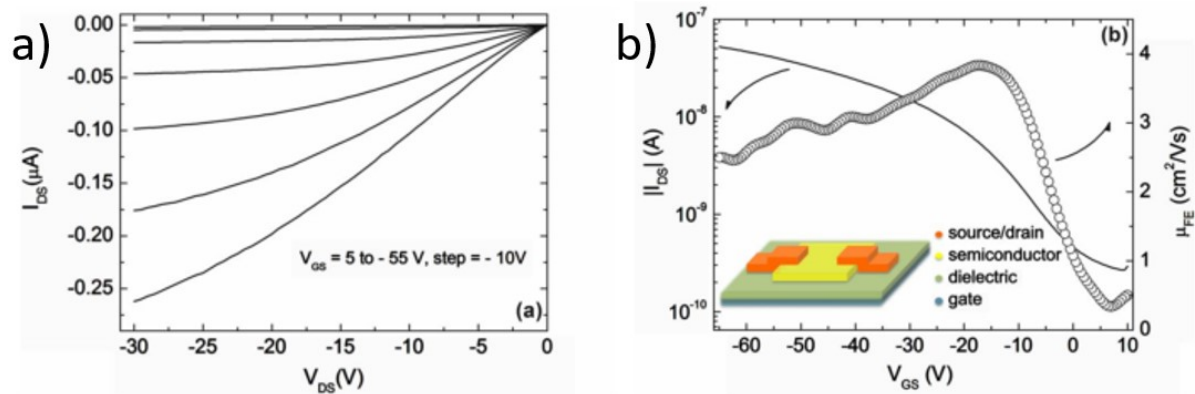 a)
0.00
-0.05
-0.10
-0.15
-0.20
-0.25
I_DS(μA)
V_GS = 5 to - 55 V, step = - 10V
(a)
-30 -25 -20 -15 -10 -5 0
V_DS(V)
b)
(b)
10⁻⁷
10⁻⁸
10⁻⁹
10⁻¹⁰
|I_DS| (A)
4
3
2
1
0
μ_FE (cm²/Vs)
source/drain
semiconductor
dielectric
gate
-60 -50 -40 -30 -20 -10 0 10
V_GS (V)